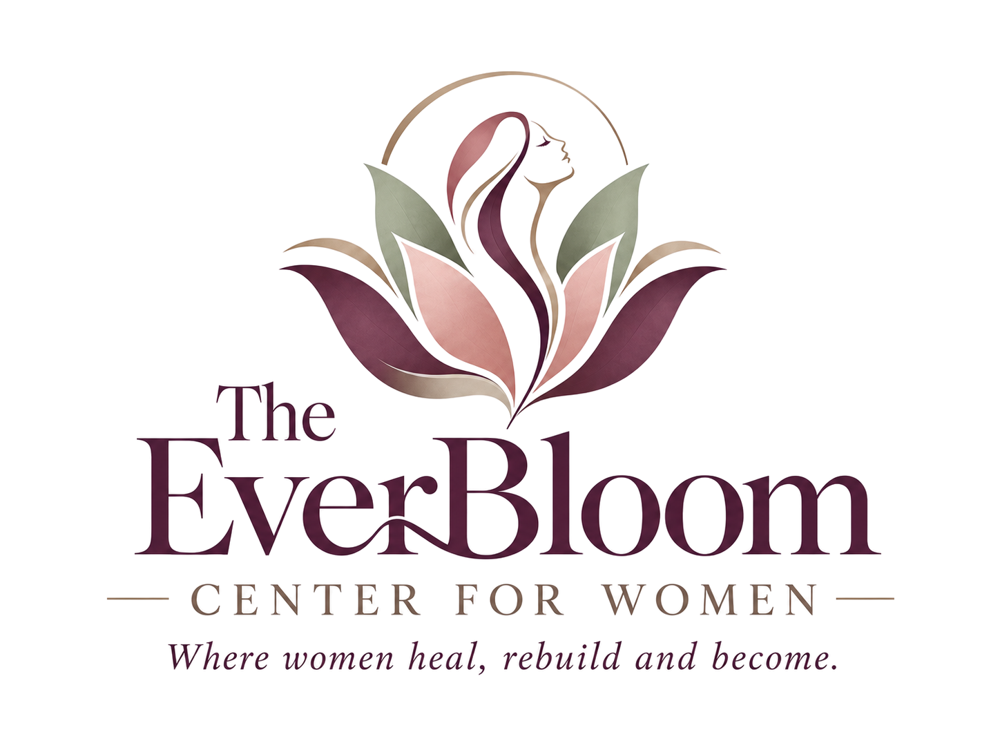 The
EverBloom
CENTER FOR WOMEN
Where women heal, rebuild and become.